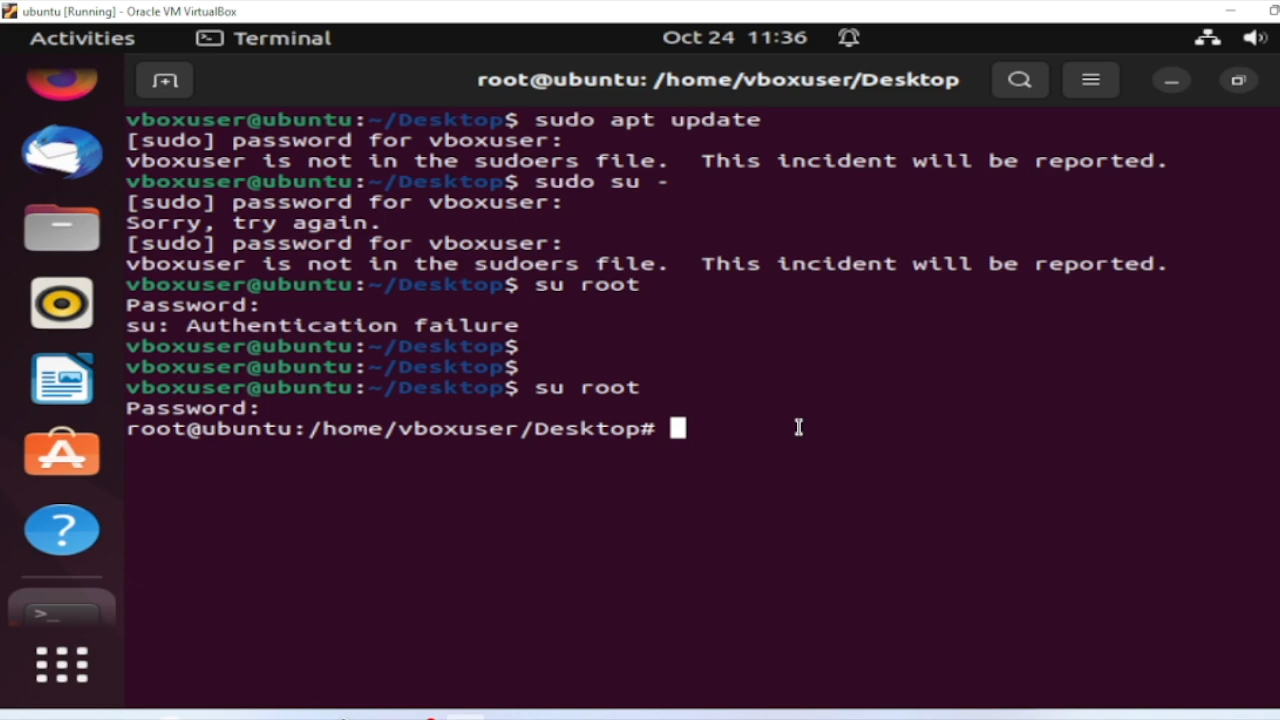 ubuntu [Running] - Oracle VM VirtualBox
Activities Terminal Oct 24 11:36
root@ubuntu: /home/vboxuser/Desktop
vboxuser@ubuntu:~/Desktop$ sudo apt update
[sudo] password for vboxuser:
vboxuser is not in the sudoers file.  This incident will be reported.
vboxuser@ubuntu:~/Desktop$ sudo su -
[sudo] password for vboxuser:
Sorry, try again.
[sudo] password for vboxuser:
vboxuser is not in the sudoers file.  This incident will be reported.
vboxuser@ubuntu:~/Desktop$ su root
Password:
su: Authentication failure
vboxuser@ubuntu:~/Desktop$
vboxuser@ubuntu:~/Desktop$
vboxuser@ubuntu:~/Desktop$ su root
Password:
root@ubuntu:/home/vboxuser/Desktop#